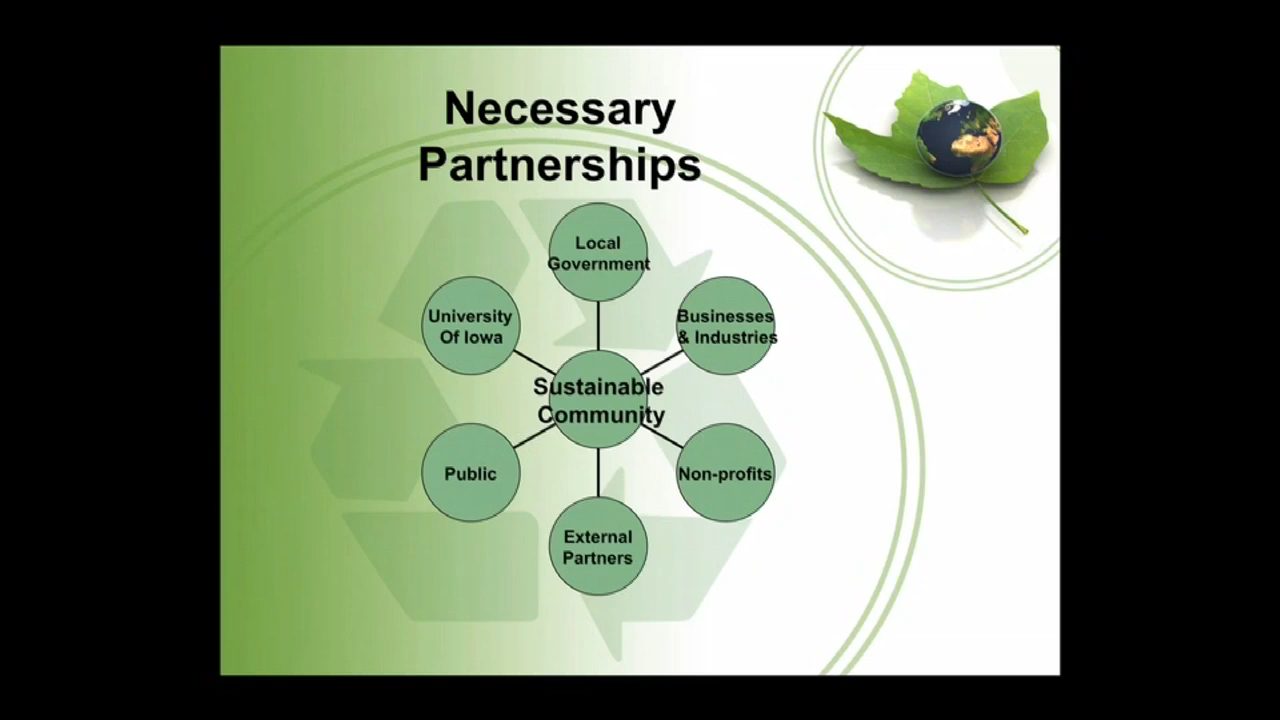 Necessary
Partnerships
Local
Government
University
Of Iowa
Businesses
& Industries
Sustainable
Community
Public
Non-profits
External
Partners